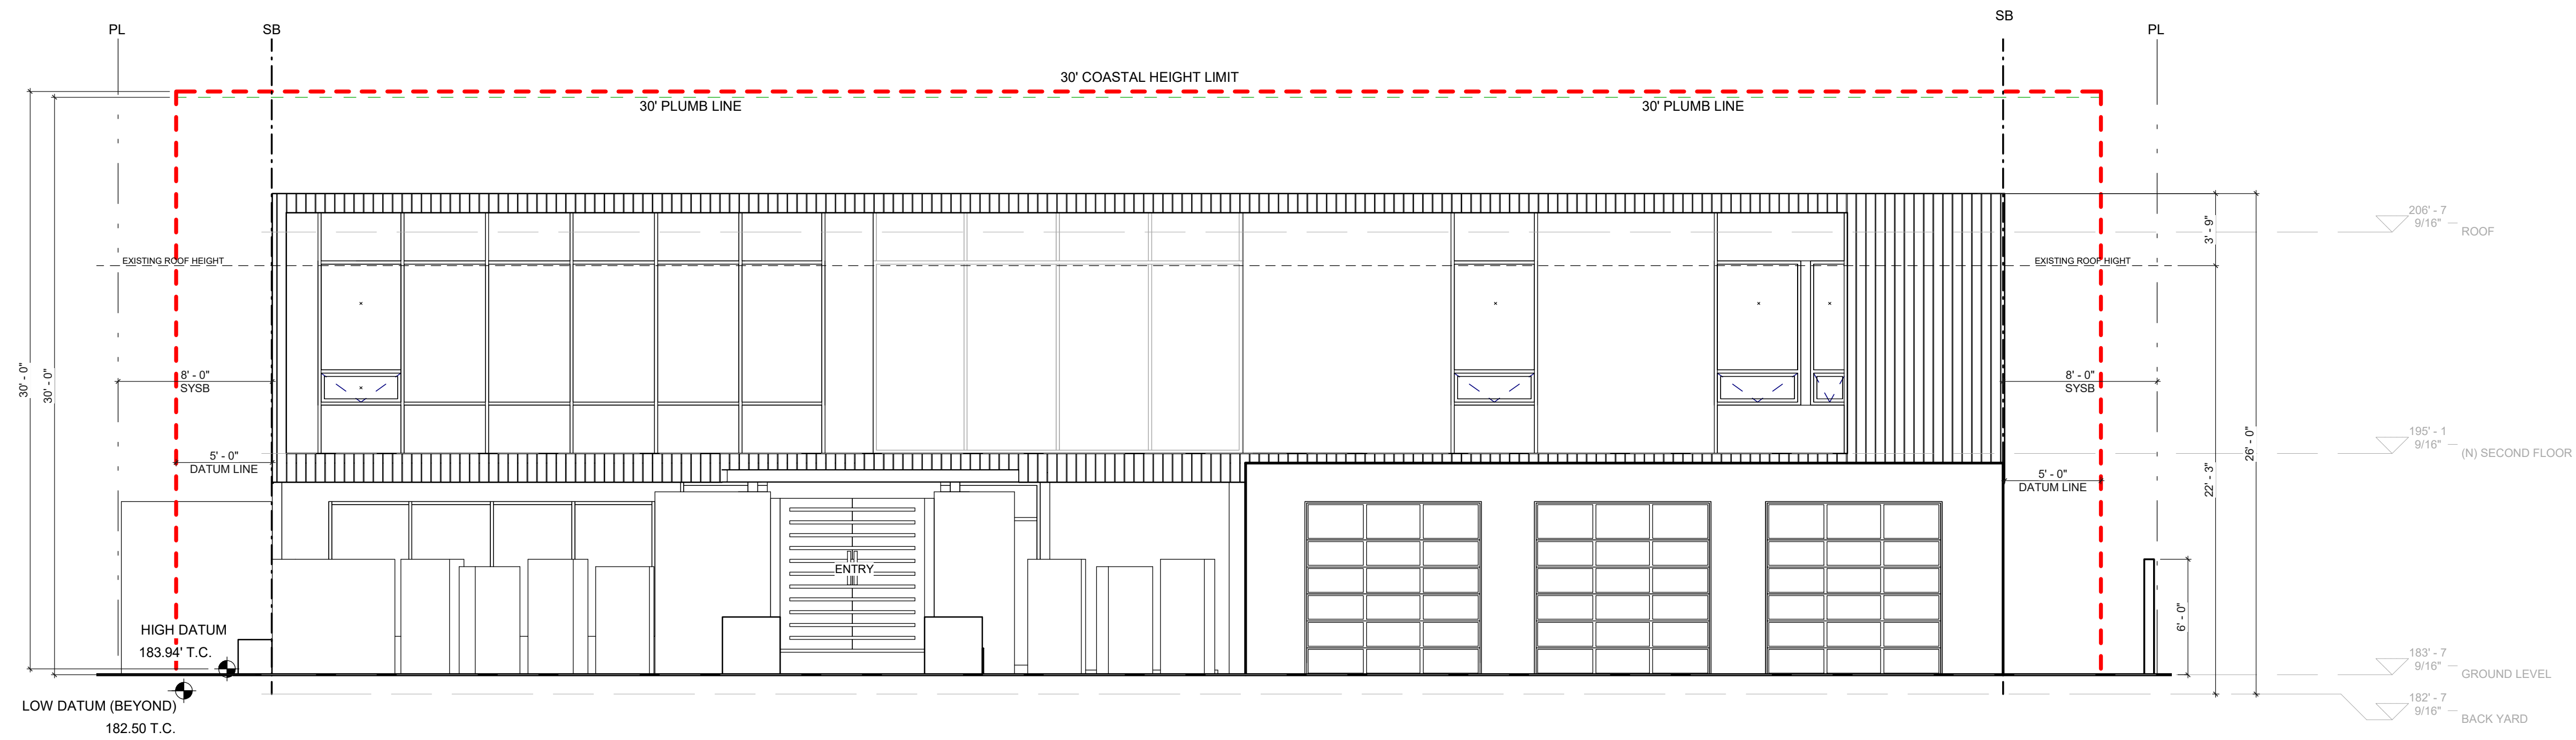 PL
SB
SB
PL
30' COASTAL HEIGHT LIMIT
30' PLUMB LINE
30' PLUMB LINE
206' - 7
9/16"
ROOF
3' - 9"
EXISTING ROOF HEIGHT
EXISTING ROOF HIGHT
30' - 0"
30' - 0"
8' - 0"
SYSB
8' - 0"
SYSB
195' - 1
9/16"
(N) SECOND FLOOR
26' - 0"
22' - 3"
5' - 0"
DATUM LINE
5' - 0"
DATUM LINE
ENTRY
6' - 0"
HIGH DATUM
183.94' T.C.
183' - 7
9/16"
GROUND LEVEL
LOW DATUM (BEYOND)
182.50 T.C.
182' - 7
9/16"
BACK YARD